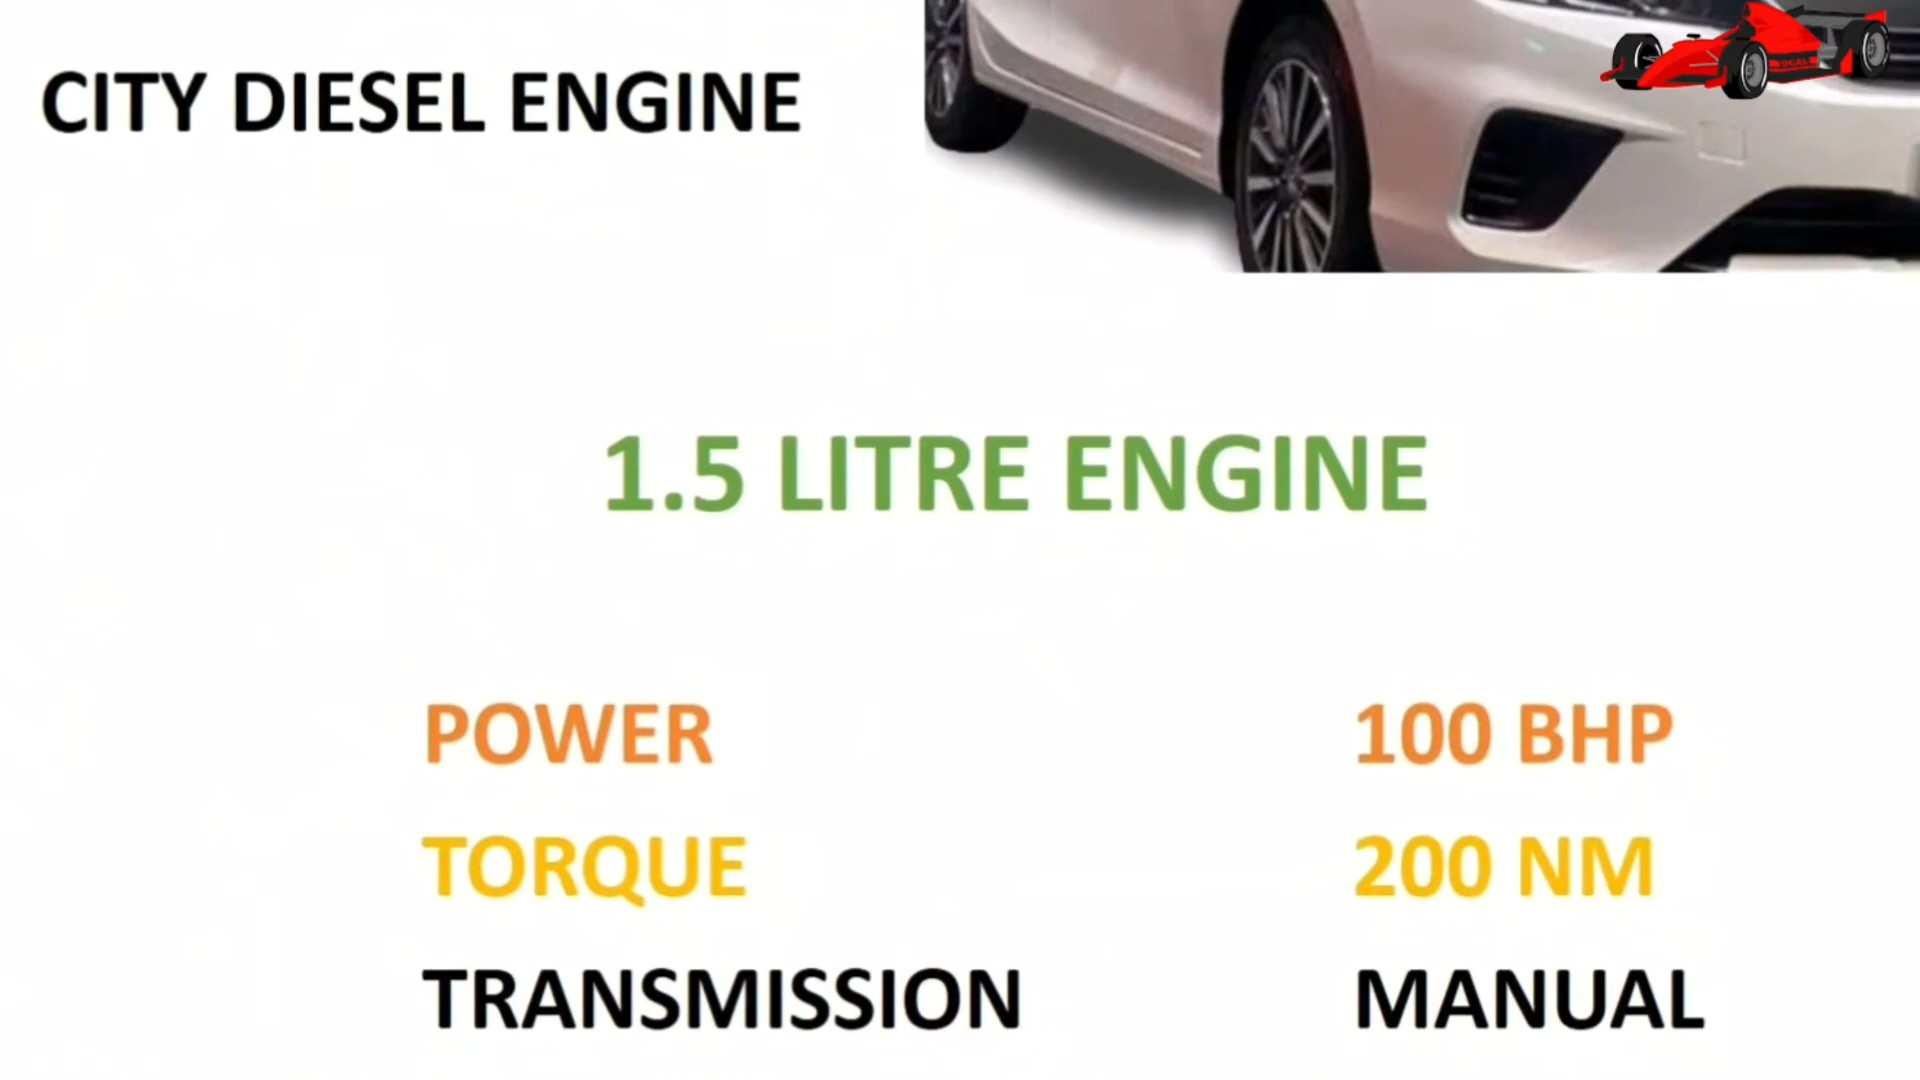 CITY DIESEL ENGINE
1.5 LITRE ENGINE
POWER 100 BHP
TORQUE 200 NM
TRANSMISSION MANUAL